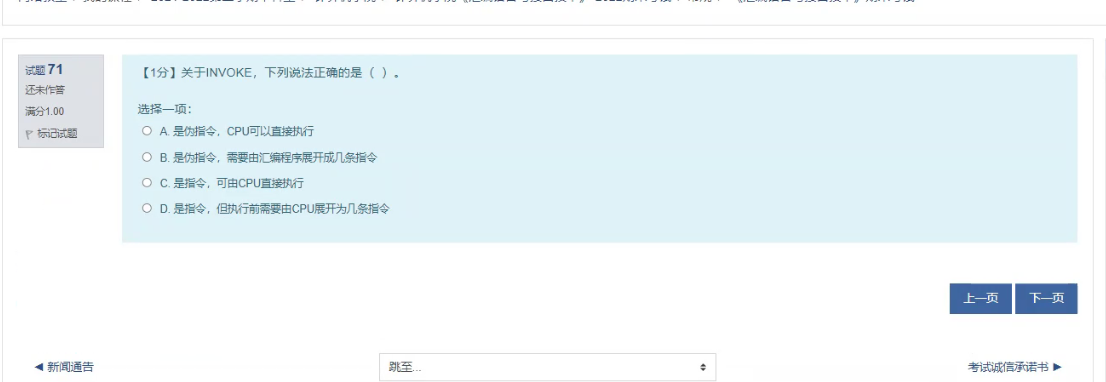 试题 71
还未作答
满分1.00
标记试题
【1分】关于INVOKE，下列说法正确的是（ ）。
选择一项：
A. 是伪指令，CPU可以直接执行
B. 是伪指令，需要由汇编程序展开成几条指令
C. 是指令，可由CPU直接执行
D. 是指令，但执行前需要由CPU展开为几条指令
上一页
下一页
◀ 新闻通告
跳至...
考试诚信承诺书 ▶